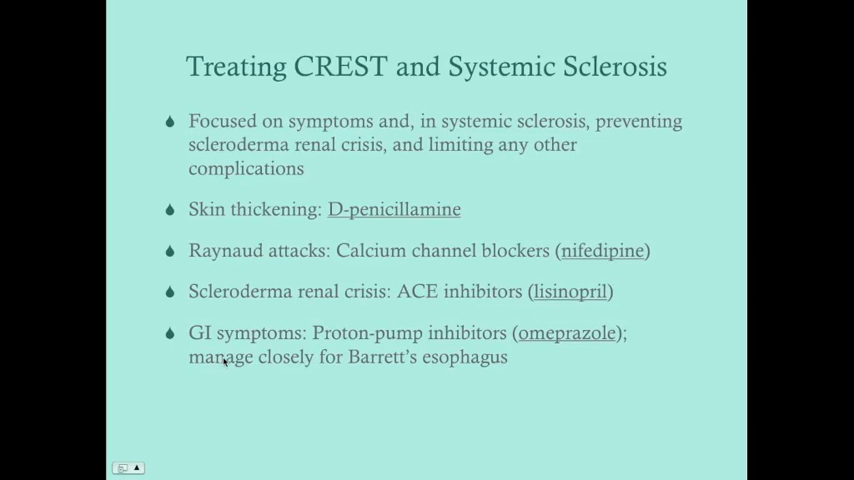 Treating CREST and Systemic Sclerosis
Focused on symptoms and, in systemic sclerosis, preventing
scleroderma renal crisis, and limiting any other
complications
Skin thickening: D-penicillamine
Raynaud attacks: Calcium channel blockers (nifedipine)
Scleroderma renal crisis: ACE inhibitors (lisinopril)
GI symptoms: Proton-pump inhibitors (omeprazole);
manage closely for Barrett’s esophagus